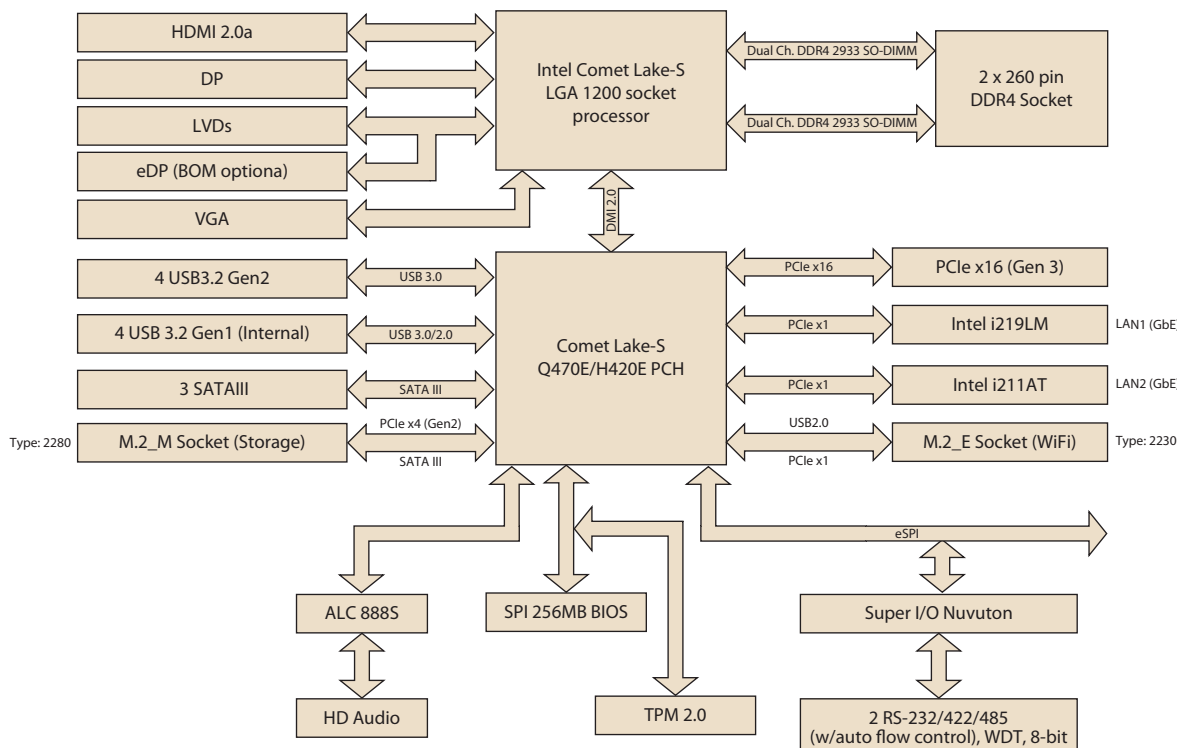 HDMI 2.0a
DP
LVDs
eDP (BOM optiona)
VGA
Intel Comet Lake-S
LGA 1200 socket
processor
Dual Ch. DDR4 2933 SO-DIMM
Dual Ch. DDR4 2933 SO-DIMM
2 x 260 pin
DDR4 Socket
DMI 2.0
4 USB3.2 Gen2
USB 3.0
4 USB 3.2 Gen1 (Internal)
USB 3.0/2.0
3 SATAIII
SATA III
Type: 2280
M.2_M Socket (Storage)
PCIe x4 (Gen2)
SATA III
Comet Lake-S
Q470E/H420E PCH
PCIe x16
PCIe x16 (Gen 3)
PCIe x1
Intel i219LM
LAN1 (GbE)
PCIe x1
Intel i211AT
LAN2 (GbE)
USB2.0
PCIe x1
M.2_E Socket (WiFi)
Type: 2230
eSPI
ALC 888S
SPI 256MB BIOS
Super I/O Nuvuton
HD Audio
TPM 2.0
2 RS-232/422/485
(w/auto flow control), WDT, 8-bit